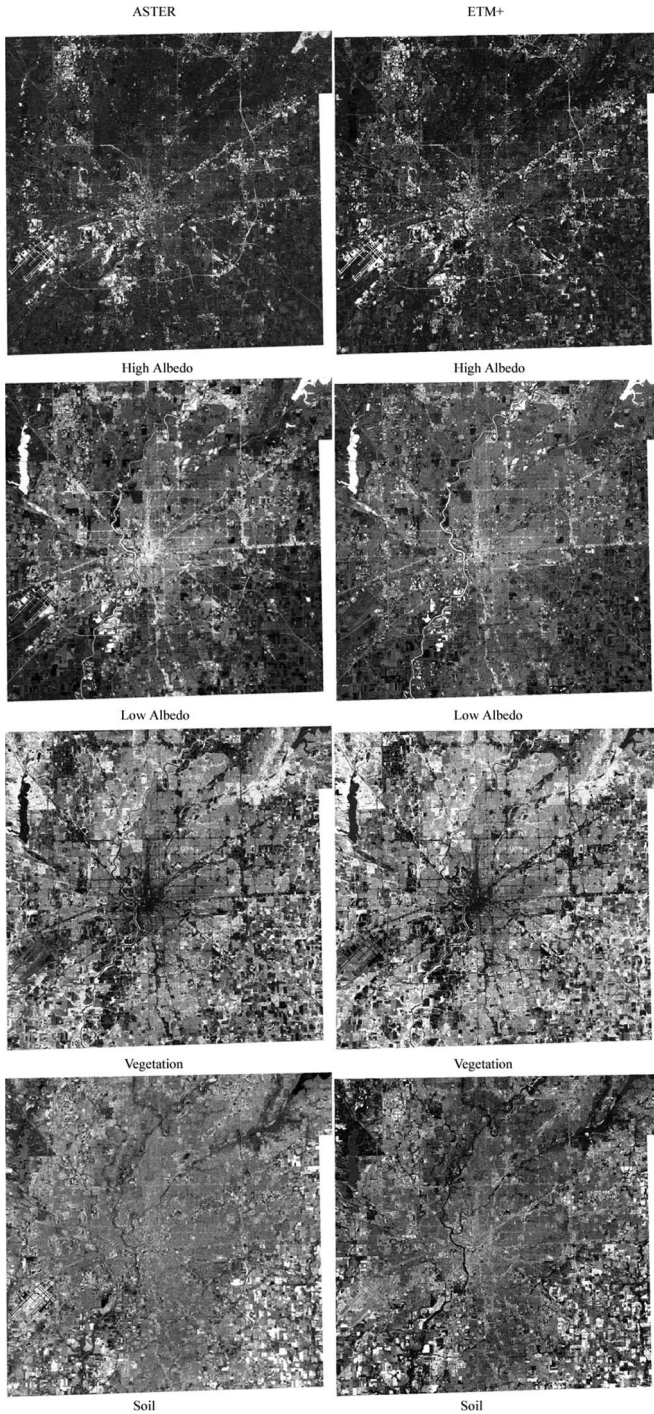 ASTER ETM+
High Albedo High Albedo
Low Albedo Low Albedo
Vegetation Vegetation
Soil Soil